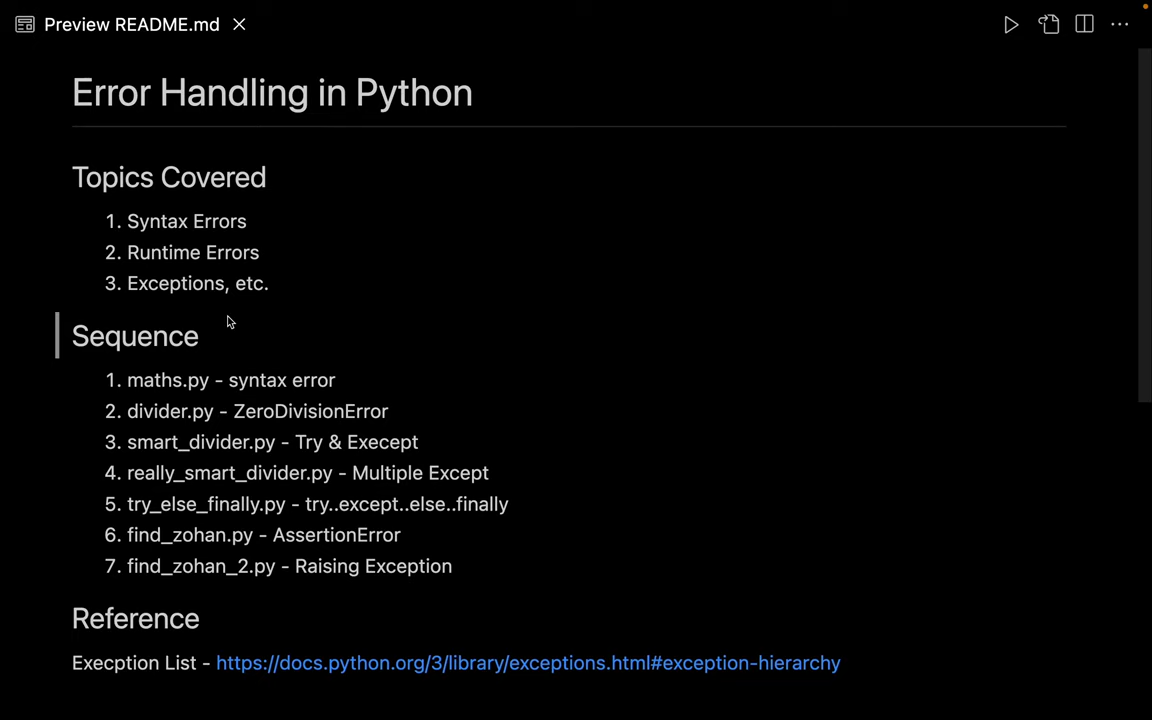 Preview README.md
Error Handling in Python
Topics Covered
1. Syntax Errors
2. Runtime Errors
3. Exceptions, etc.
Sequence
1. maths.py - syntax error
2. divider.py - ZeroDivisionError
3. smart_divider.py - Try & Execept
4. really_smart_divider.py - Multiple Except
5. try_else_finally.py - try..except..else..finally
6. find_zohan.py - AssertionError
7. find_zohan_2.py - Raising Exception
Reference
Execption List - https://docs.python.org/3/library/exceptions.html#exception-hierarchy